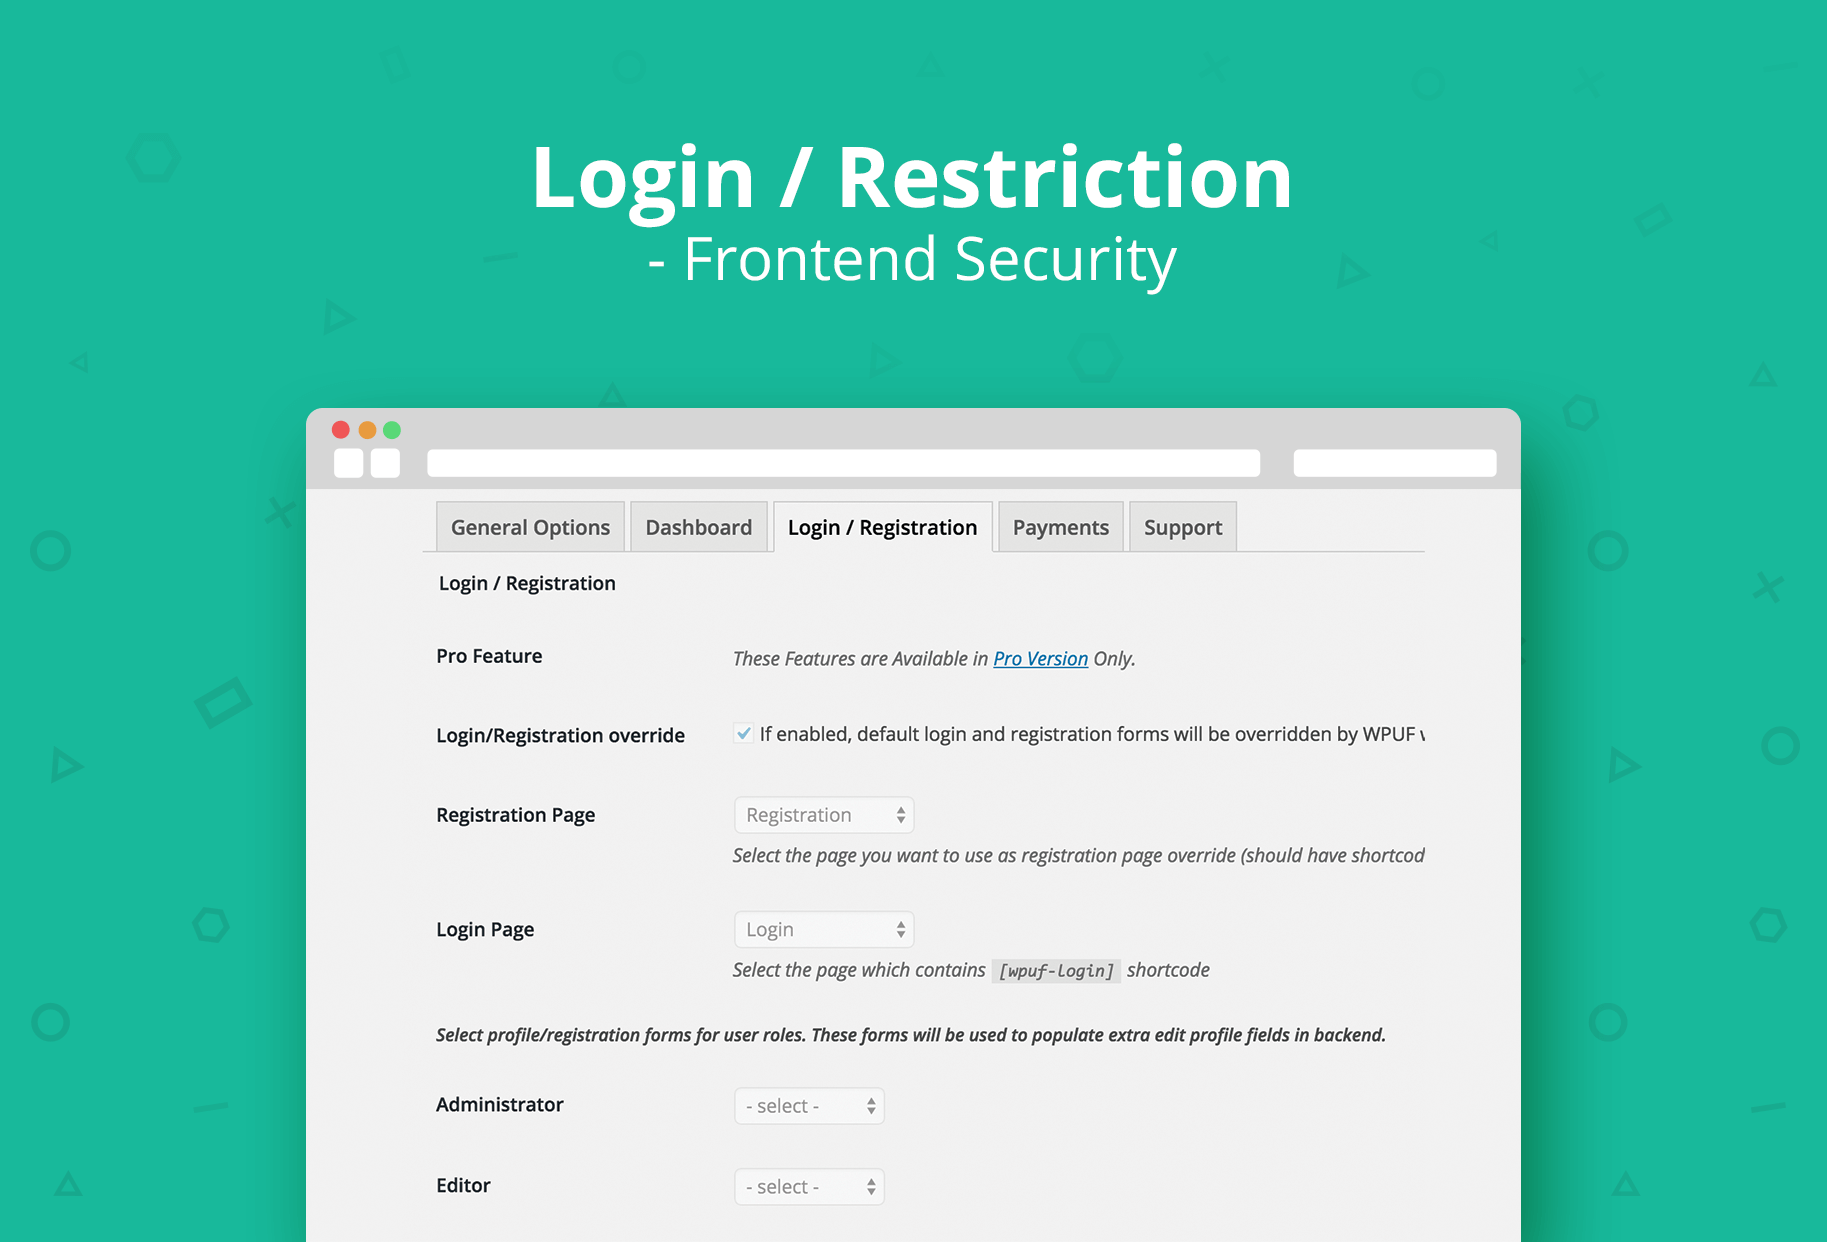 Login / Restriction
- Frontend Security
General Options Dashboard Login / Registration Payments Support
Login / Registration
Pro Feature These Features are Available in Pro Version Only.
Login/Registration override If enabled, default login and registration forms will be overridden by WPUF
Registration Page Registration
Select the page you want to use as registration page override (should have shortcod
Login Page Login
Select the page which contains [wpuf-login] shortcode
Select profile/registration forms for user roles. These forms will be used to populate extra edit profile fields in backend.
Administrator - select -
Editor - select -